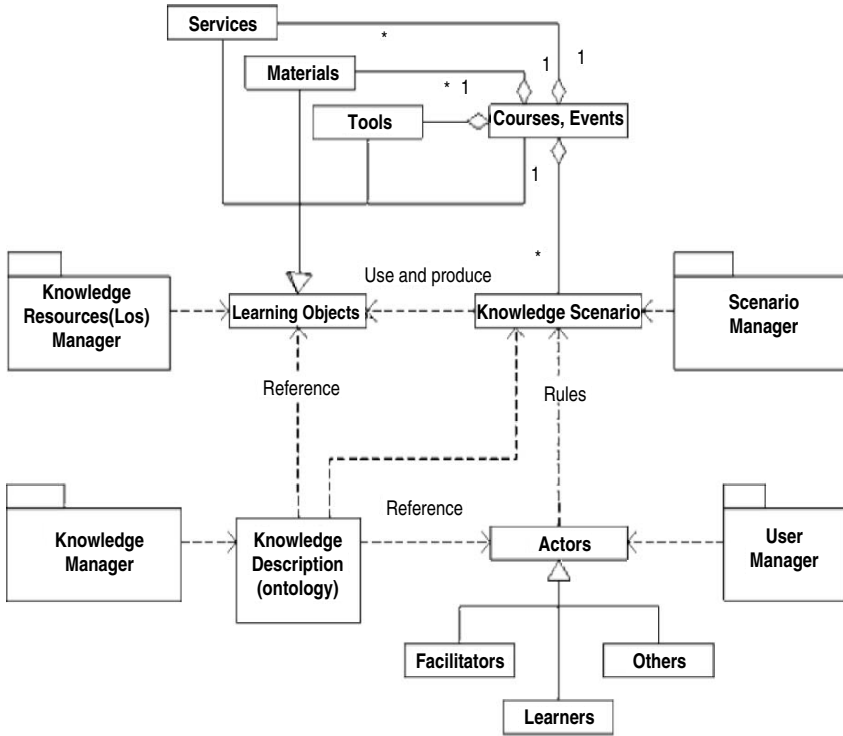 Services
*
1
Materials
1
* 1
Tools
Courses, Events
1
*
Use and produce
Knowledge
Resources(Los)
Manager
Learning Objects
Knowledge Scenario
Scenario
Manager
Reference
Rules
Reference
Knowledge
Manager
Knowledge
Description
(ontology)
Actors
User
Manager
Facilitators
Others
Learners